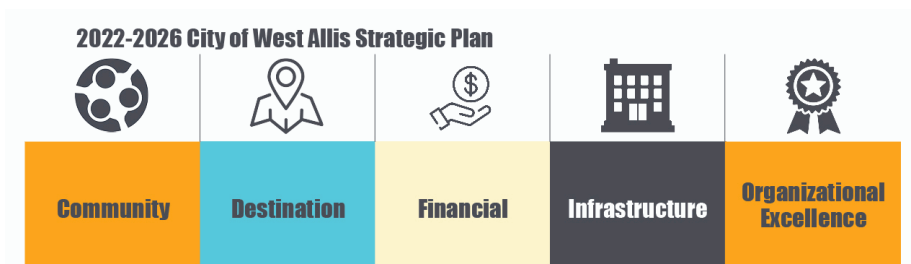 2022-2026 City of West Allis Strategic Plan
$
Community
Destination
Financial
Infrastructure
Organizational
Excellence